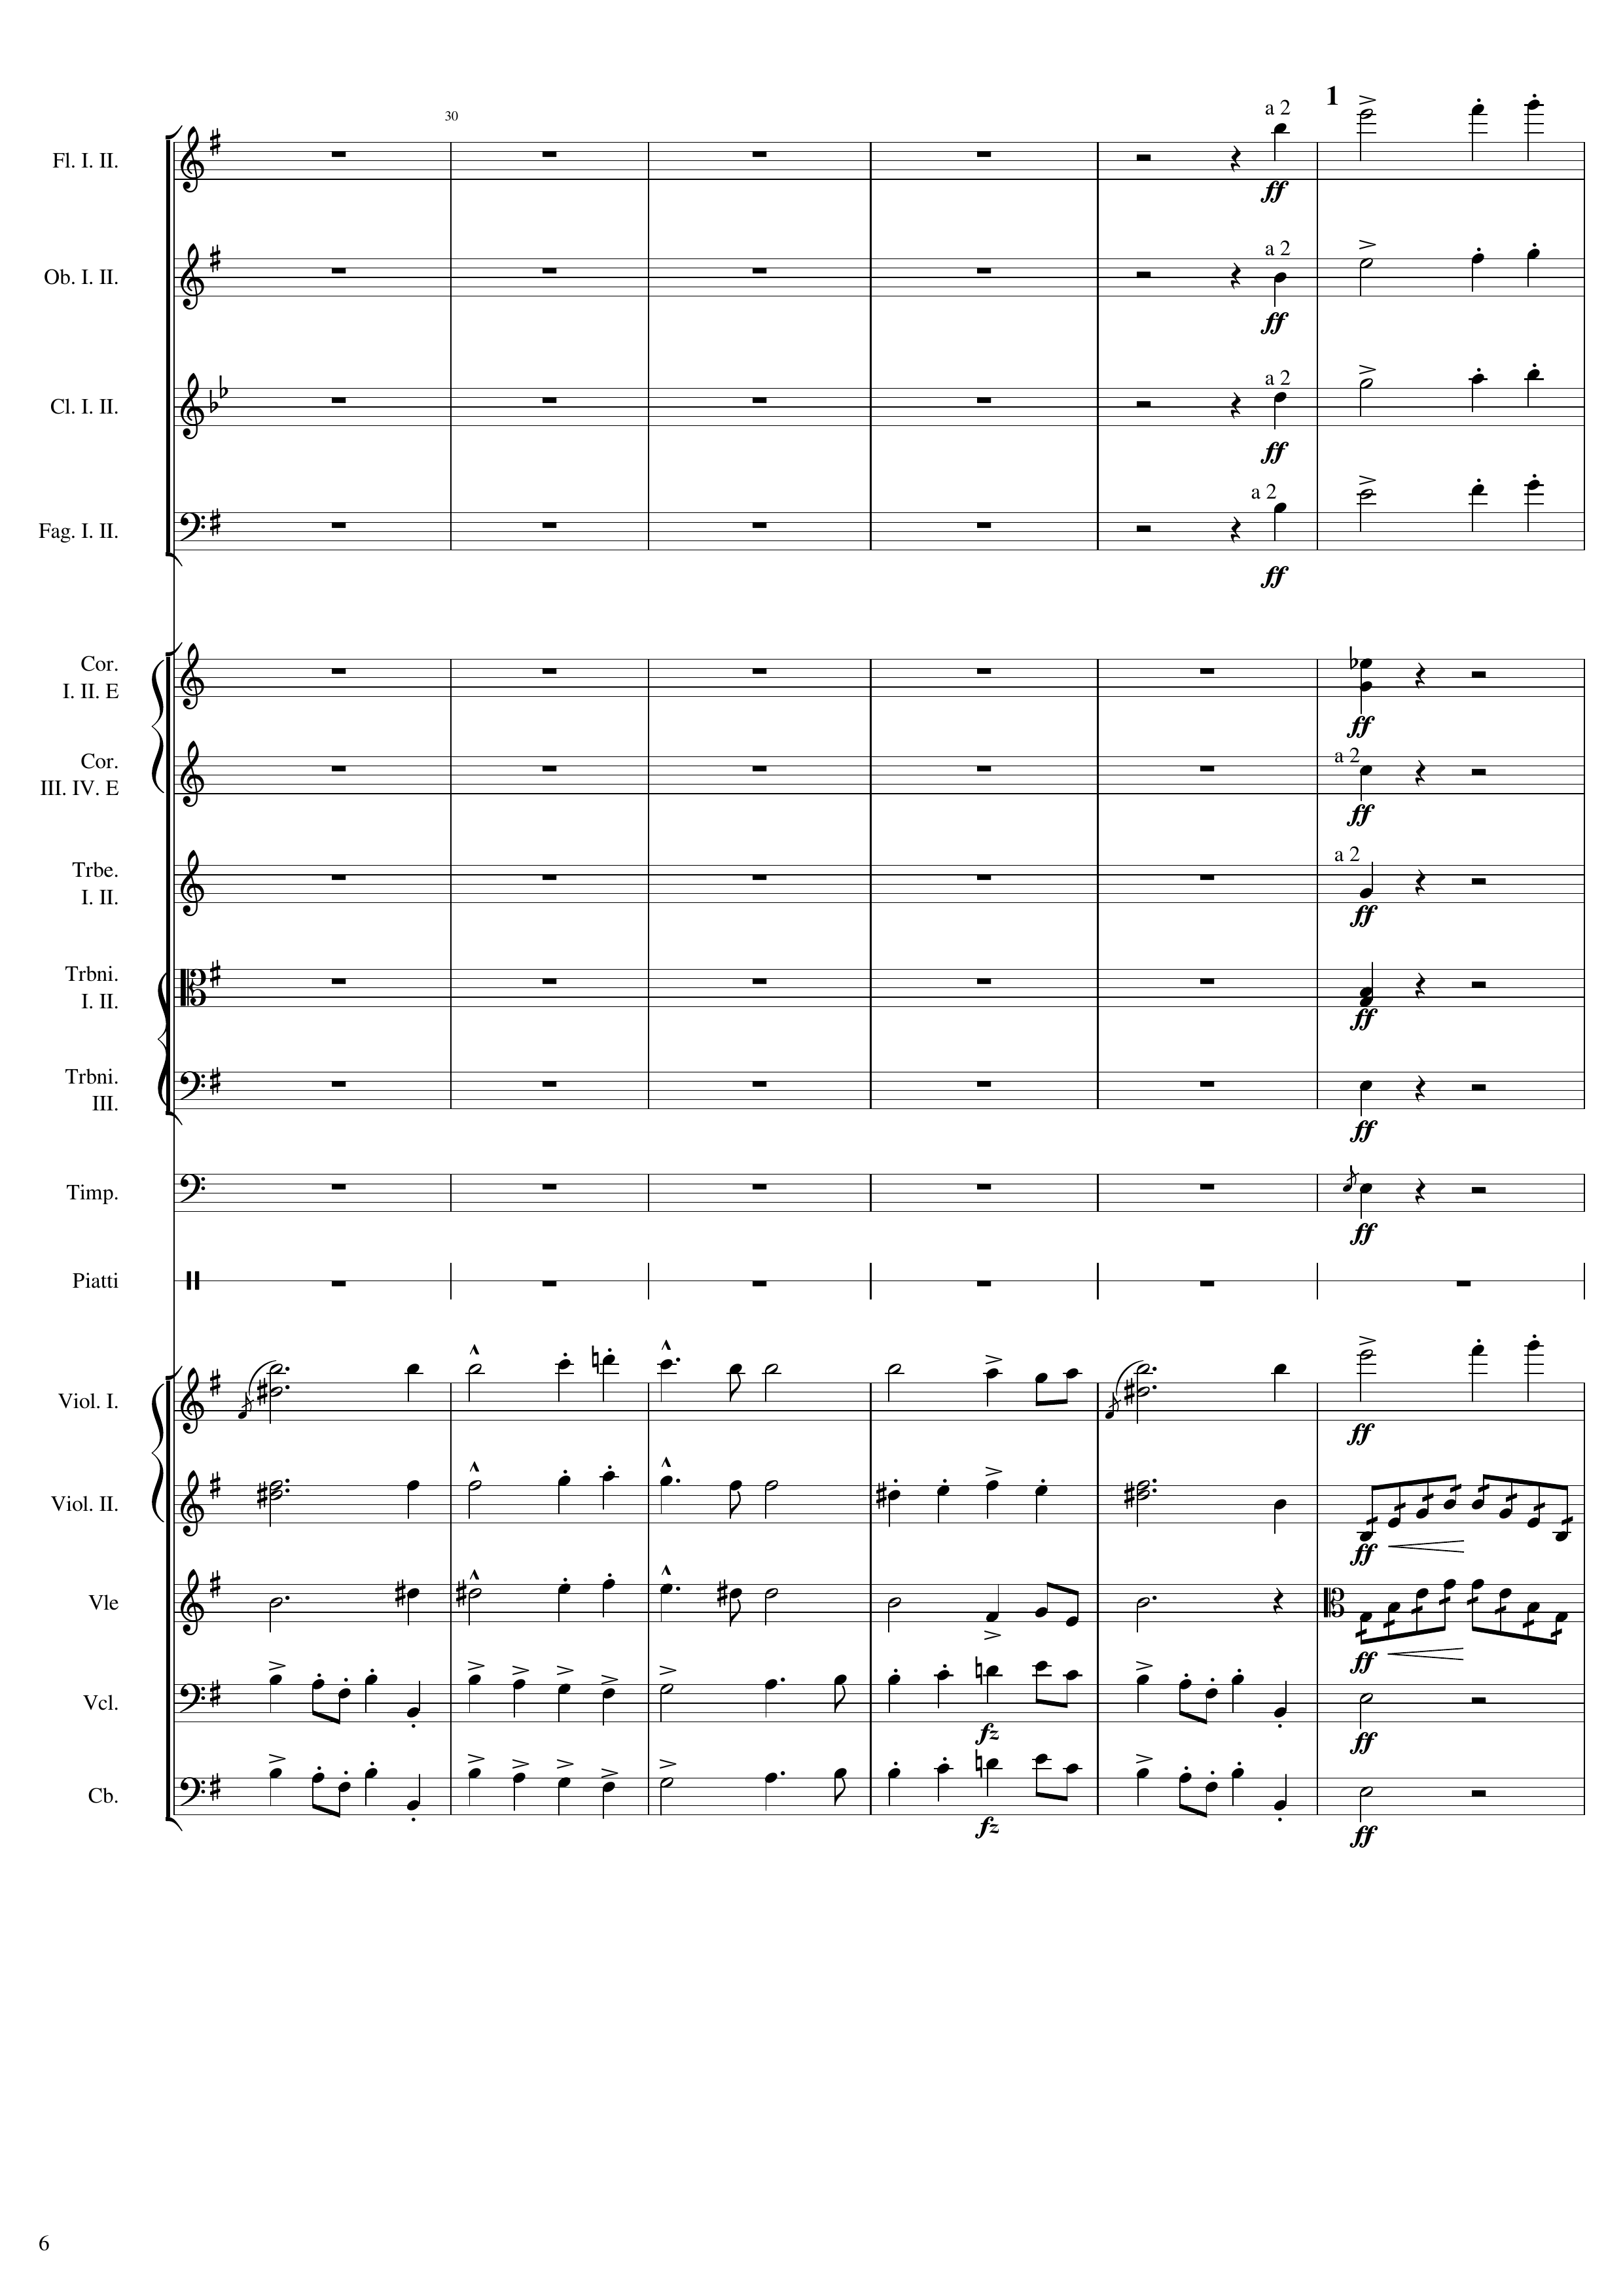 1
30
a 2
Fl. I. II.
ff
a 2
Ob. I. II.
ff
a 2
Cl. I. II.
ff
a 2
Fag. I. II.
ff
Cor.
I. II. E
ff
Cor.
III. IV. E
a 2
ff
Trbe.
I. II.
a 2
ff
Trbni.
I. II.
ff
Trbni.
III.
ff
Timp.
ff
Piatti
Viol. I.
ff
Viol. II.
ff
Vle
ff
Vcl.
fz
ff
Cb.
fz
ff
6